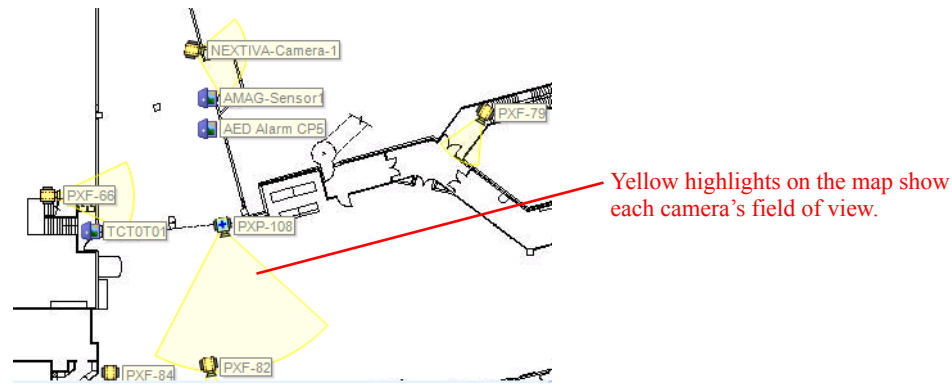 NEXTIVA-Camera-1
AMAG-Sensor1
PXF-79
AED Alarm CP5
Yellow highlights on the map show
each camera’s field of view.
PXF-66
TCT0T01
PXP-108
PXF-82
PXF-84